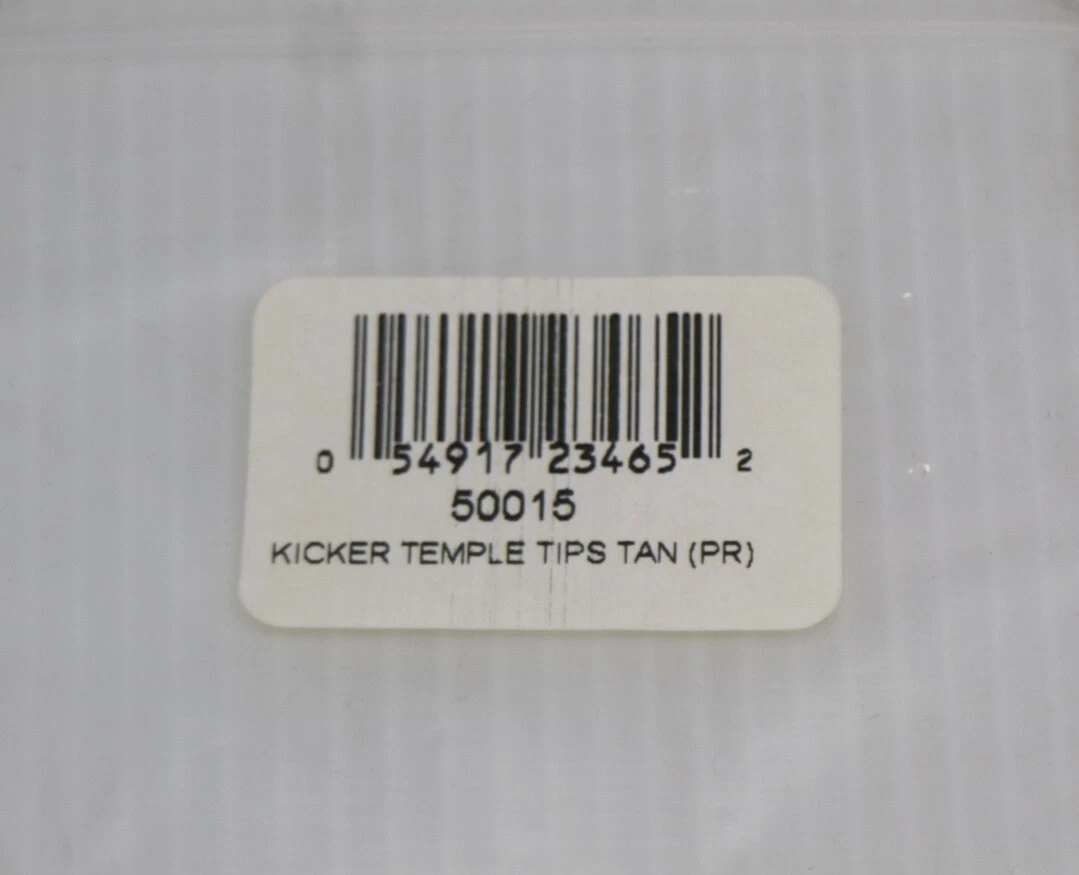 0 54917 23465 2
50015
KICKER TEMPLE TIPS TAN (PR)